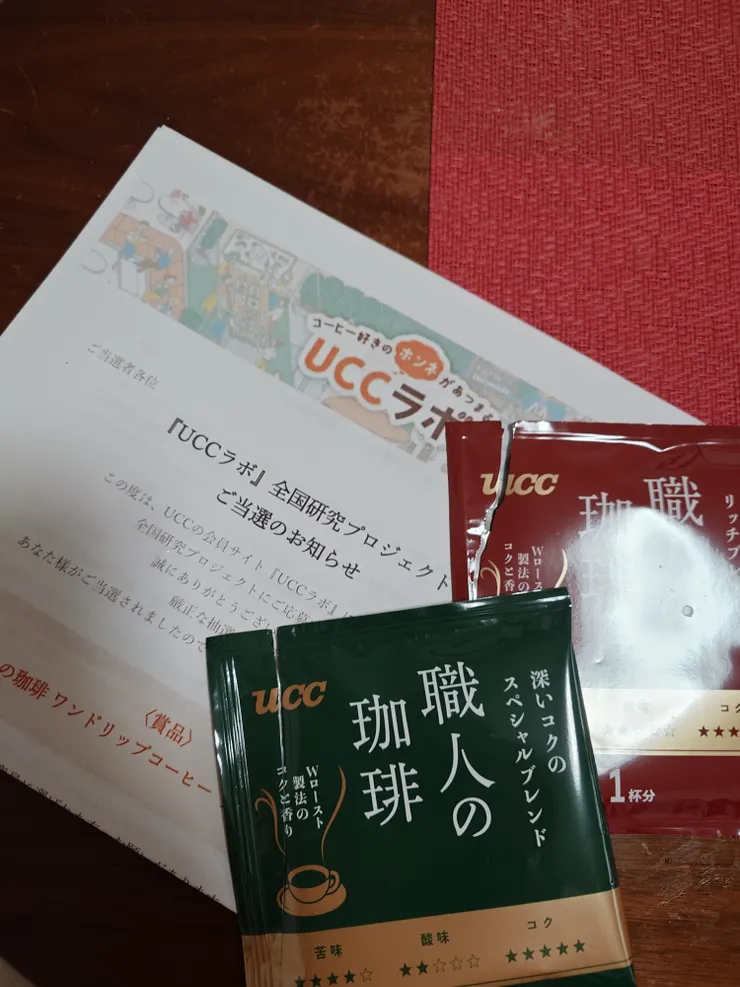 コーヒー好きの
ホンネ
があつまる
UCCラボ
ご当選者各位
『UCCラボ』全国研究プロジェクト
ご当選のお知らせ
この度は、UCCの会員サイト『UCCラボ』
全国研究プロジェクトにご応募
誠にありがとうござい
厳正な抽選
あなた様がご当選されましたので
〈賞品〉
の珈琲 ワンドリップコーヒー
ucc
職
珈
リッチブレ
Wロースト
製法の
コクと香
コク
★★★
1杯分
ucc
深いコクの
スペシャルブレンド
職人の
珈琲
Wロースト
製法の
コクと香り
苦味
★★★★☆
酸味
★★☆☆☆
コク
★★★★★